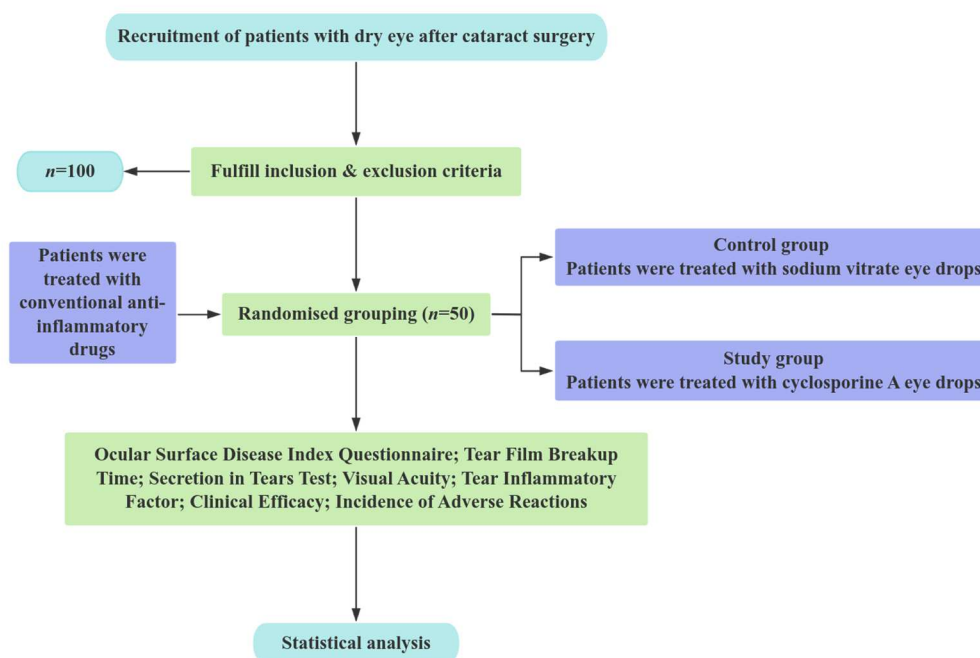 Recruitment of patients with dry eye after cataract surgery
n=100
Fulfill inclusion & exclusion criteria
Patients were
treated with
conventional anti-
inflammatory
drugs
Randomised grouping (n=50)
Control group
Patients were treated with sodium vitrate eye drops
Study group
Patients were treated with cyclosporine A eye drops
Ocular Surface Disease Index Questionnaire; Tear Film Breakup
Time; Secretion in Tears Test; Visual Acuity; Tear Inflammatory
Factor; Clinical Efficacy; Incidence of Adverse Reactions
Statistical analysis